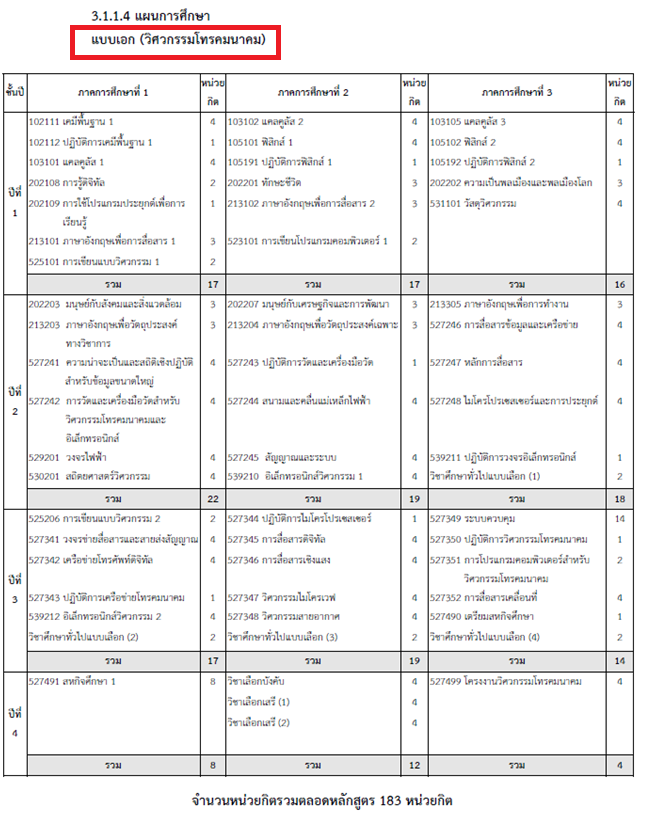 3.1.1.4 แผนการศึกษา
แบบเอก (วิศวกรรมโทรคมนาคม)
ชั้นปี ภาคการศึกษาที่ 1 หน่วยกิต ภาคการศึกษาที่ 2 หน่วยกิต ภาคการศึกษาที่ 3 หน่วยกิต
ปีที่ 1
102111 เคมีพื้นฐาน 1 4 103102 แคลคูลัส 2 4 103105 แคลคูลัส 3 4
102112 ปฏิบัติการเคมีพื้นฐาน 1 1 105101 ฟิสิกส์ 1 4 105102 ฟิสิกส์ 2 4
103101 แคลคูลัส 1 4 105191 ปฏิบัติการฟิสิกส์ 1 1 105192 ปฏิบัติการฟิสิกส์ 2 1
202108 การรู้ดิจิทัล 2 202201 ทักษะชีวิต 3 202202 ความเป็นพลเมืองและพลเมืองโลก 3
202109 การใช้โปรแกรมประยุกต์เพื่อการ 1 213102 ภาษาอังกฤษเพื่อการสื่อสาร 2 3 531101 วัสดุวิศวกรรม 4
เรียนรู้
213101 ภาษาอังกฤษเพื่อการสื่อสาร 1 3 523101 การเขียนโปรแกรมคอมพิวเตอร์ 1 2
525101 การเขียนแบบวิศวกรรม 1 2
รวม 17 รวม 17 รวม 16
ปีที่ 2
202203 มนุษย์กับสังคมและสิ่งแวดล้อม 3 202207 มนุษย์กับเศรษฐกิจและการพัฒนา 3 213305 ภาษาอังกฤษเพื่อการทำงาน 3
213203 ภาษาอังกฤษเพื่อวัตถุประสงค์ 3 213204 ภาษาอังกฤษเพื่อวัตถุประสงค์เฉพาะ 3 527246 การสื่อสารข้อมูลและเครือข่าย 4
ทางวิชาการ
527241 ความน่าจะเป็นและสถิติเชิงปฏิบัติ 4 527243 ปฏิบัติการวัดและเครื่องมือวัด 1 527247 หลักการสื่อสาร 4
สำหรับข้อมูลขนาดใหญ่
527242 การวัดและเครื่องมือวัดสำหรับ 4 527244 สนามและคลื่นแม่เหล็กไฟฟ้า 4 527248 ไมโครโปรเซสเซอร์และการประยุกต์ 4
วิศวกรรมโทรคมนาคมและ
อิเล็กทรอนิกส์
529201 วงจรไฟฟ้า 4 527245 สัญญาณและระบบ 4 539211 ปฏิบัติการวงจรอิเล็กทรอนิกส์ 1
530201 สถิตยศาสตร์วิศวกรรม 4 539210 อิเล็กทรอนิกส์วิศวกรรม 1 4 วิชาศึกษาทั่วไปแบบเลือก (1) 2
รวม 22 รวม 19 รวม 18
ปีที่ 3
525206 การเขียนแบบวิศวกรรม 2 2 527344 ปฏิบัติการไมโครโปรเซสเซอร์ 1 527349 ระบบควบคุม 14
527341 วงจรข่ายสื่อสารและสายส่งสัญญาณ 4 527345 การสื่อสารดิจิทัล 4 527350 ปฏิบัติการวิศวกรรมโทรคมนาคม 1
527342 เครือข่ายโทรศัพท์ดิจิทัล 4 527346 การสื่อสารเชิงแสง 4 527351 การโปรแกรมคอมพิวเตอร์สำหรับ 2
วิศวกรรมโทรคมนาคม
527343 ปฏิบัติการเครือข่ายโทรคมนาคม 1 527347 วิศวกรรมไมโครเวฟ 4 527352 การสื่อสารเคลื่อนที่ 4
539212 อิเล็กทรอนิกส์วิศวกรรม 2 4 527348 วิศวกรรมสายอากาศ 4 527490 เตรียมสหกิจศึกษา 1
วิชาศึกษาทั่วไปแบบเลือก (2) 2 วิชาศึกษาทั่วไปแบบเลือก (3) 2 วิชาศึกษาทั่วไปแบบเลือก (4) 2
รวม 17 รวม 19 รวม 14
ปีที่ 4
527491 สหกิจศึกษา 1 8 วิชาเลือกบังคับ 4 527499 โครงงานวิศวกรรมโทรคมนาคม 4
วิชาเลือกเสรี (1) 4
วิชาเลือกเสรี (2) 4
รวม 8 รวม 12 รวม 4
จำนวนหน่วยกิตรวมตลอดหลักสูตร 183 หน่วยกิต